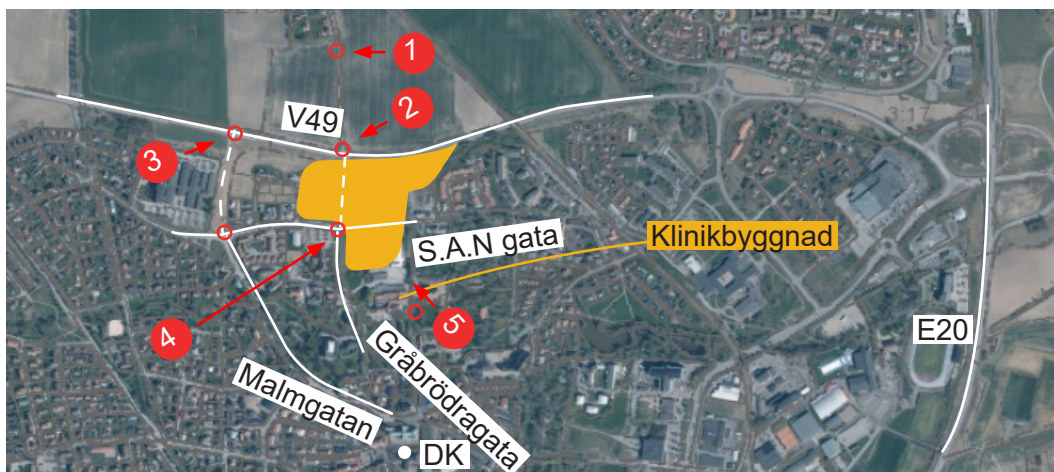 1
V49
2
3
S.A.N gata
Klinikbyggnad
4
5
E20
Gråbrödragata
Malmgatan
DK